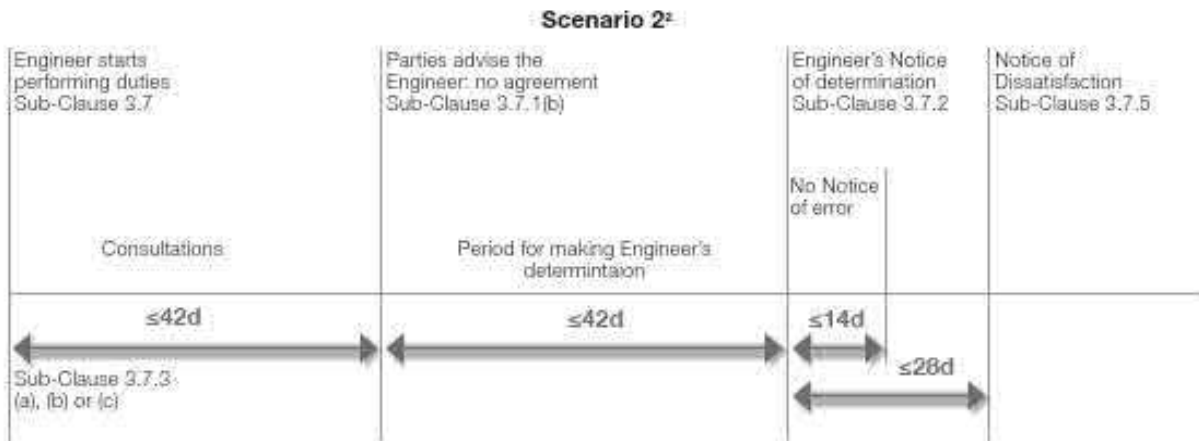 Scenario 2²
Engineer starts
performing duties
Sub-Clause 3.7
Parties advise the
Engineer: no agreement
Sub-Clause 3.7.1(b)
Engineer's Notice
of determination
Sub-Clause 3.7.2
Notice of
Dissatisfaction
Sub-Clause 3.7.5
No Notice
of error
Consultations
Period for making Engineer's
determintaion
≤42d
≤42d
≤14d
≤28d
Sub-Clause 3.7.3
(a), (b) or (c)